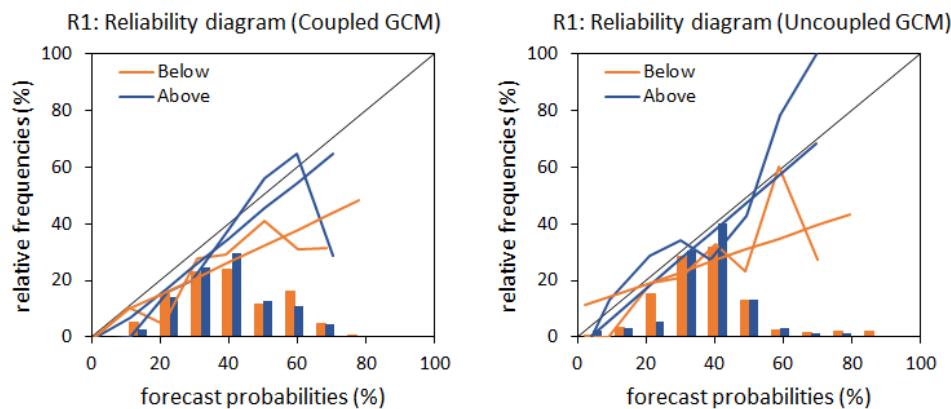 R1: Reliability diagram (Coupled GCM)
100
80
60
40
20
0
relative frequencies (%)
Below
Above
0 20 40 60 80 100
forecast probabilities (%)
R1: Reliability diagram (Uncoupled GCM)
100
80
60
40
20
0
relative frequencies (%)
Below
Above
0 20 40 60 80 100
forecast probabilities (%)